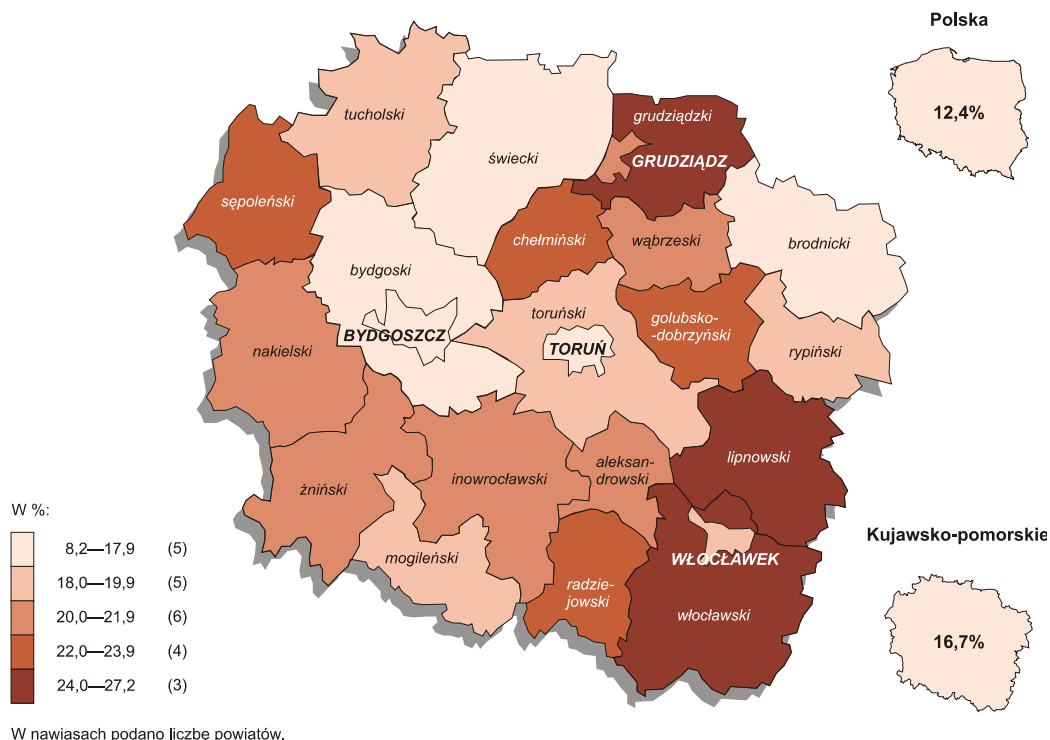 Polska
12,4%
tucholski
grudziądzki
GRUDZIĄDZ
świecki
sępoleński
chełmiński
wąbrzeski
brodnicki
bydgoski
toruński
golubsko-
-dobrzyński
BYDGOSZCZ
TORUŃ
nakielski
rypiński
lipnowski
aleksan-
drowski
inowrocławski
żniński
mogileński
WŁOCŁAWEK
radzie-
jowski
włocławski
W %:
8,2—17,9 (5)
18,0—19,9 (5)
20,0—21,9 (6)
22,0—23,9 (4)
24,0—27,2 (3)
Kujawsko-pomorskie
16,7%
W nawiasach podano liczbę powiatów.